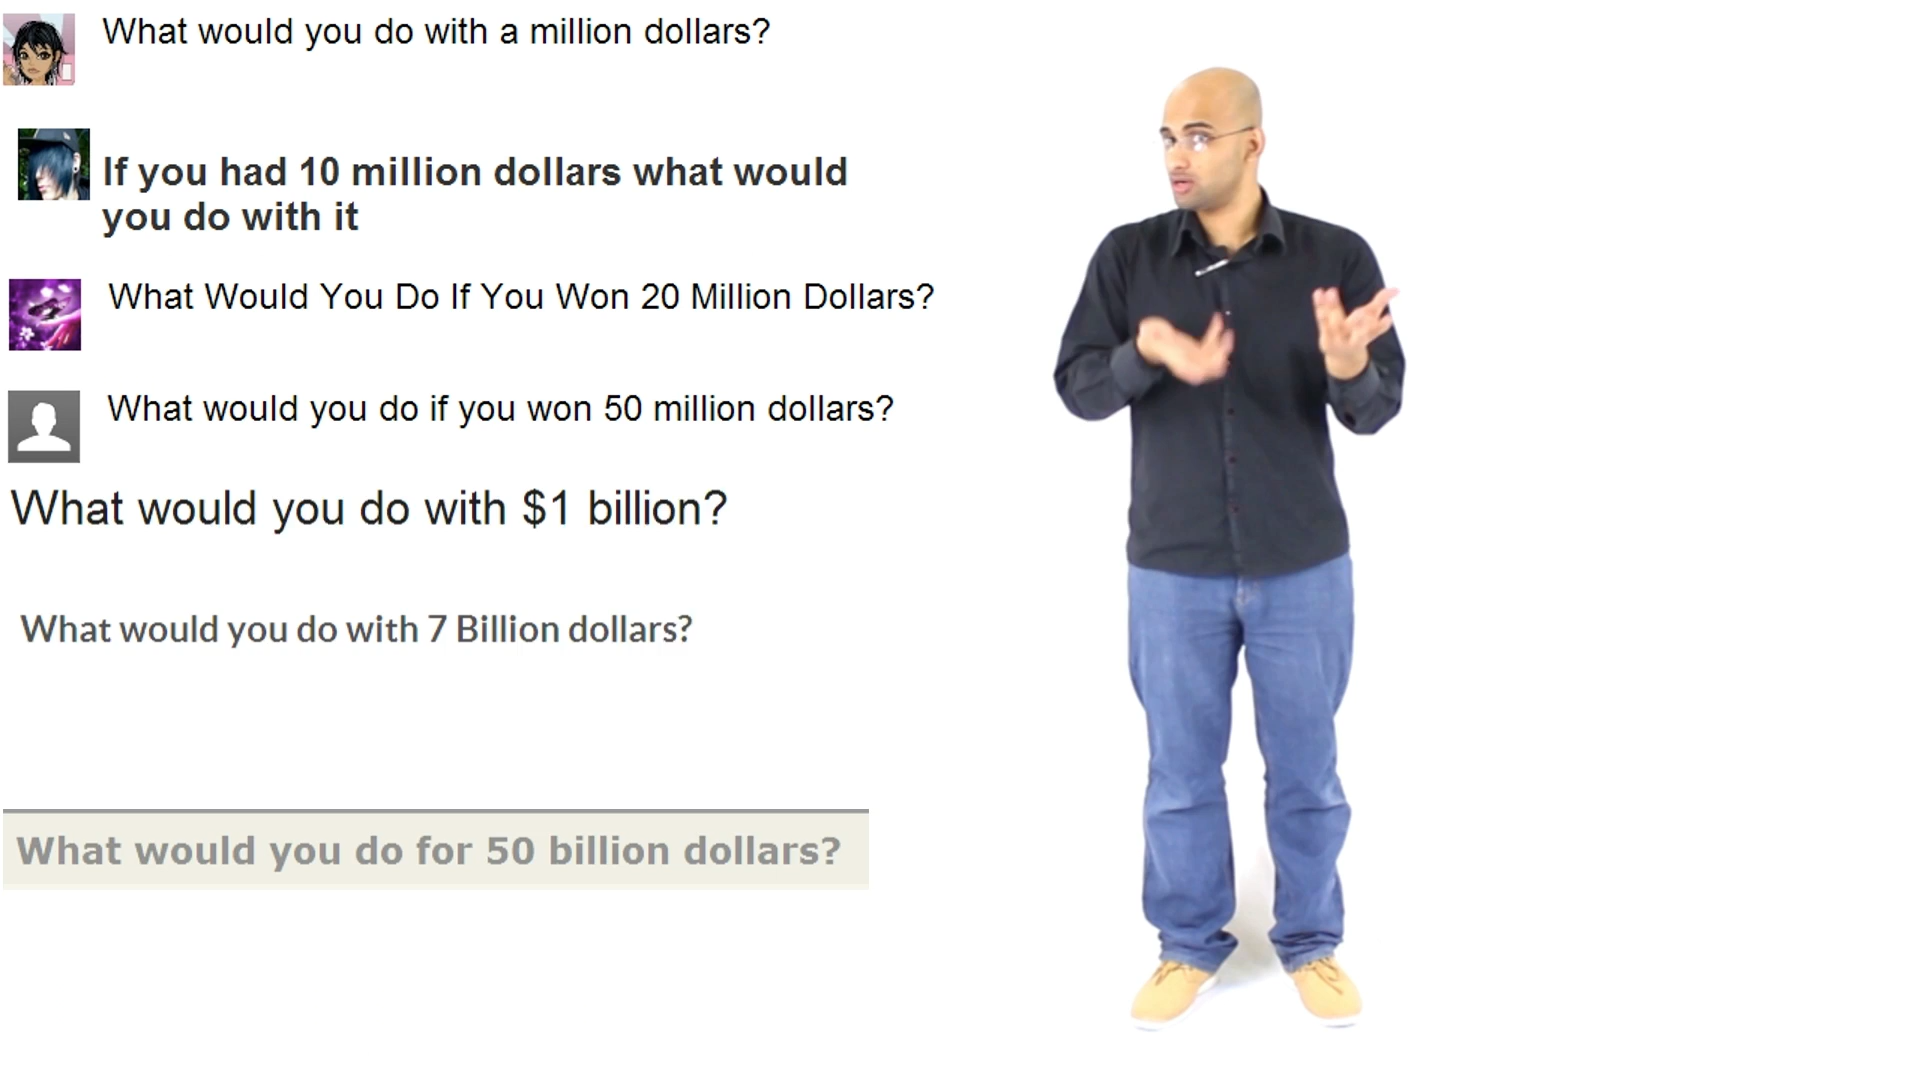 What would you do with a million dollars?
If you had 10 million dollars what would
you do with it
What Would You Do If You Won 20 Million Dollars?
What would you do if you won 50 million dollars?
What would you do with $1 billion?
What would you do with 7 Billion dollars?
What would you do for 50 billion dollars?